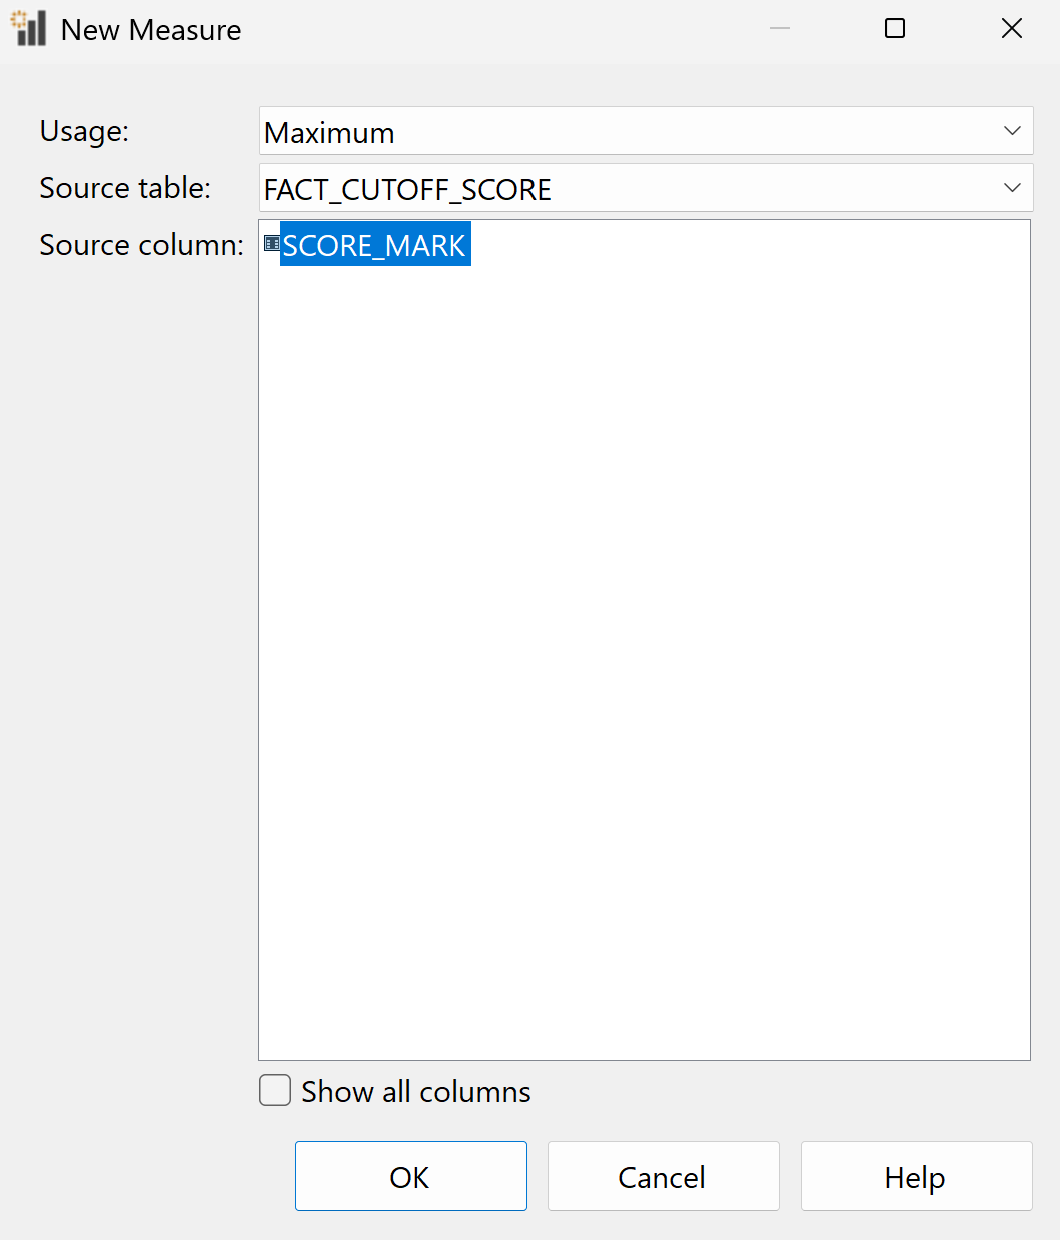 New Measure
Usage: Maximum
Source table: FACT_CUTOFF_SCORE
Source column: SCORE_MARK
Show all columns
OK Cancel Help